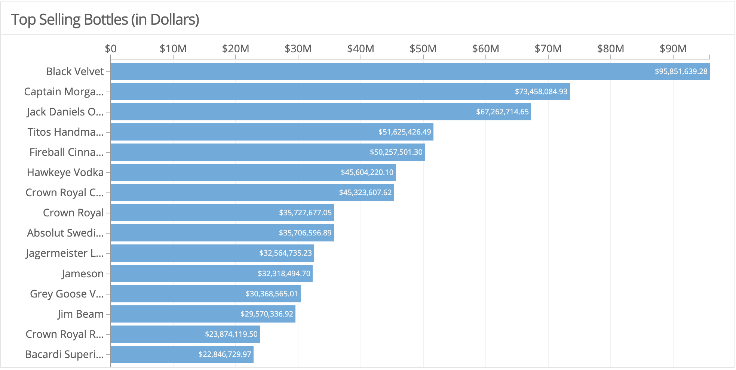 Top Selling Bottles (in Dollars)
$0 $10M $20M $30M $40M $50M $60M $70M $80M $90M
Black Velvet $95,851,639.28
Captain Morga... $73,458,084.93
Jack Daniels O... $67,262,714.65
Titos Handma... $51,625,426.49
Fireball Cinna... $50,257,501.30
Hawkeye Vodka $45,604,220.10
Crown Royal C... $45,323,607.62
Crown Royal $35,727,677.05
Absolut Swedi... $35,706,596.89
Jagermeister L... $32,564,735.23
Jameson $32,318,494.70
Grey Goose V... $30,368,565.01
Jim Beam $29,570,336.92
Crown Royal R... $23,874,119.50
Bacardi Superi... $22,846,729.97